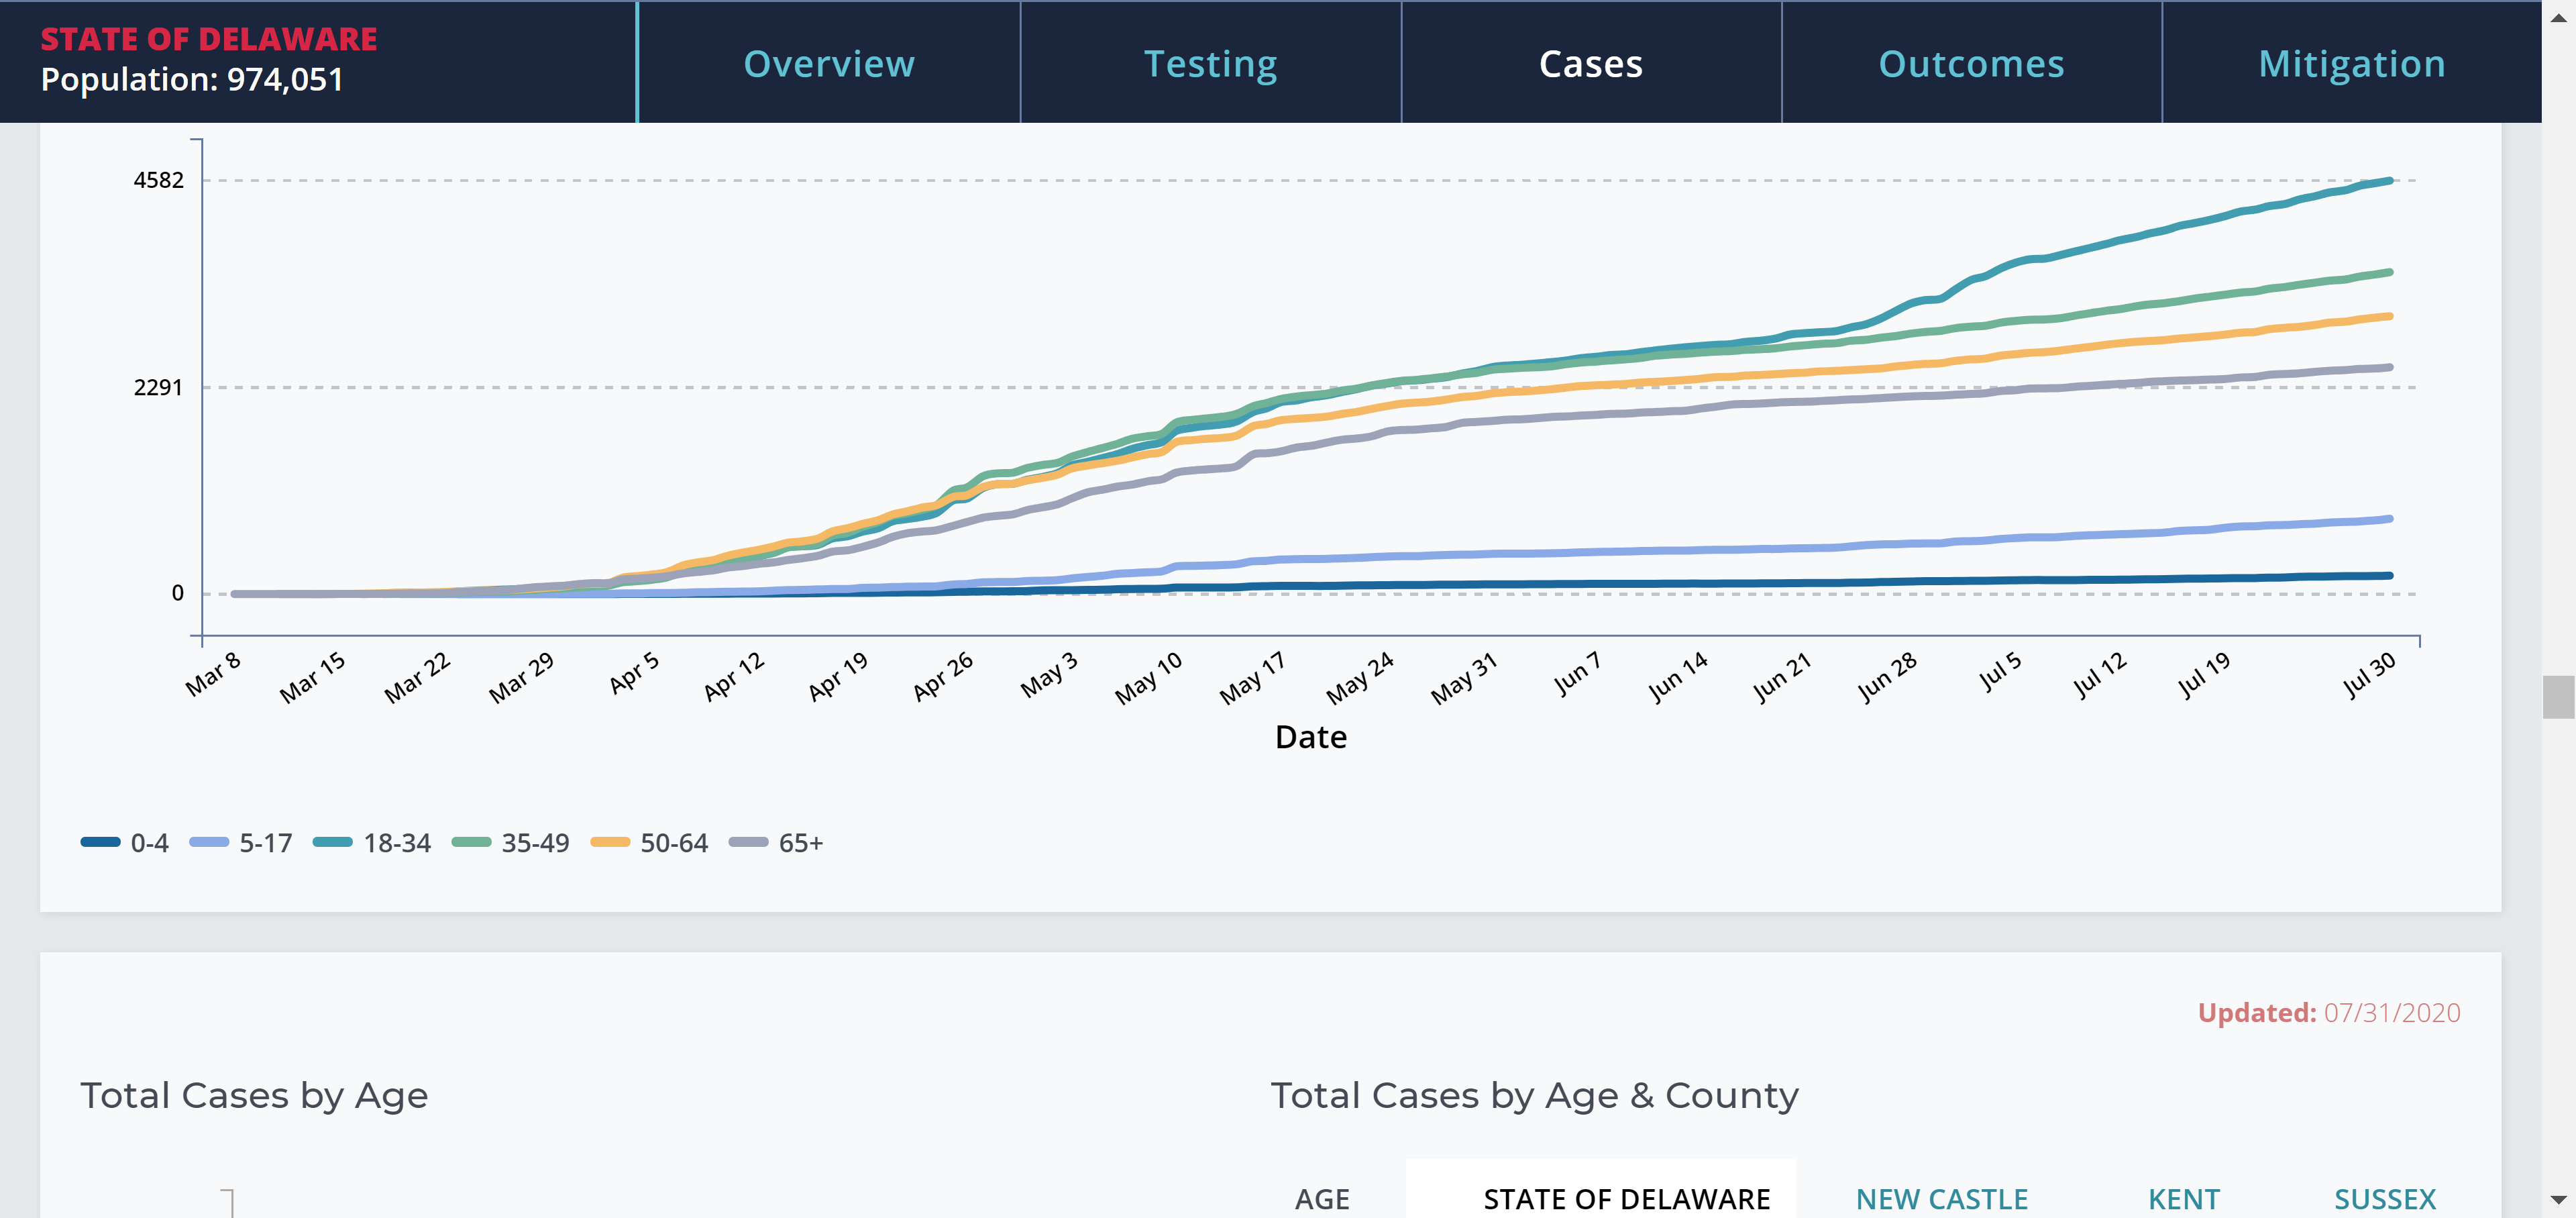 STATE OF DELAWARE
Population: 974,051
Overview
Testing
Cases
Outcomes
Mitigation
4582
2291
0
Mar 8
Mar 15
Mar 22
Mar 29
Apr 5
Apr 12
Apr 19
Apr 26
May 3
May 10
May 17
May 24
May 31
Jun 7
Jun 14
Jun 21
Jun 28
Jul 5
Jul 12
Jul 19
Jul 30
Date
0-4 5-17 18-34 35-49 50-64 65+
Updated: 07/31/2020
Total Cases by Age
Total Cases by Age & County
AGE STATE OF DELAWARE NEW CASTLE KENT SUSSEX